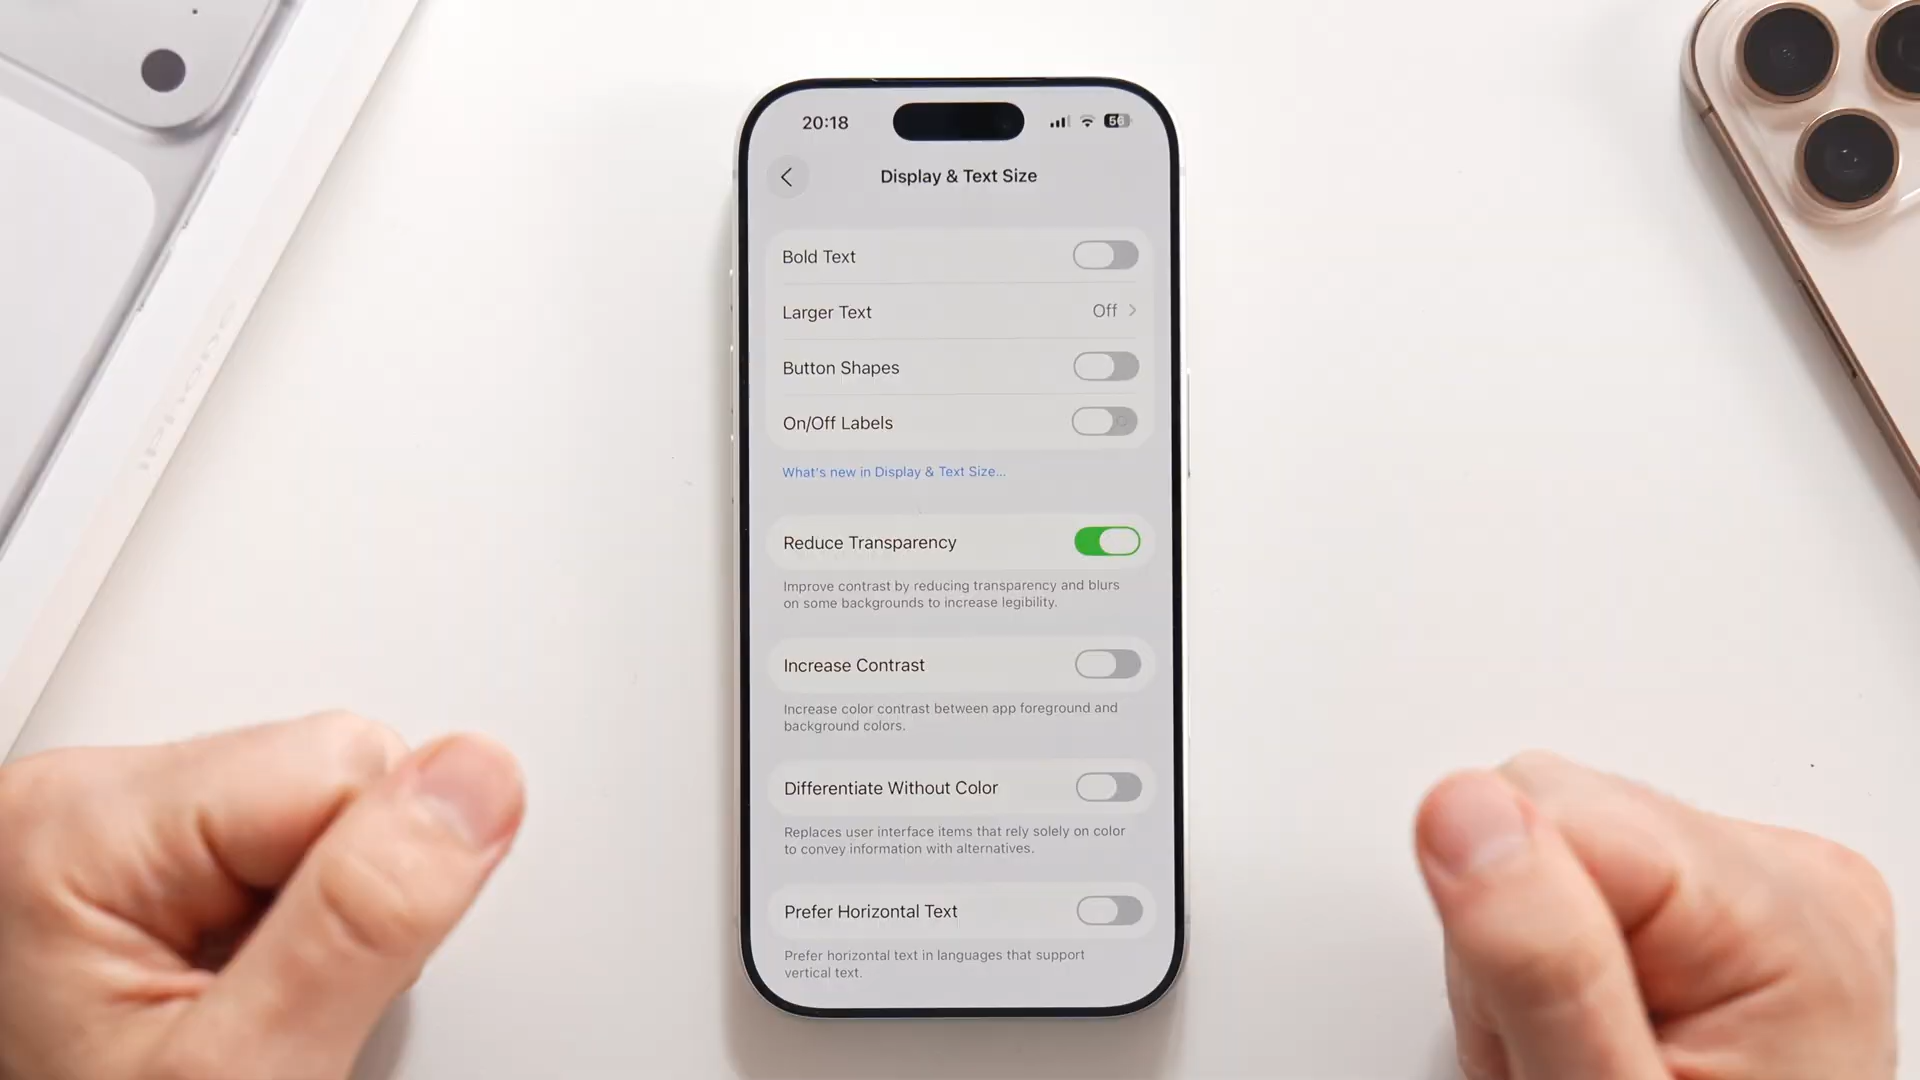 iPhone
20:18
56
Display & Text Size
Bold Text
Larger Text Off
Button Shapes
On/Off Labels
What's new in Display & Text Size...
Reduce Transparency
Improve contrast by reducing transparency and blurs
on some backgrounds to increase legibility.
Increase Contrast
Increase color contrast between app foreground and
background colors.
Differentiate Without Color
Replaces user interface items that rely solely on color
to convey information with alternatives.
Prefer Horizontal Text
Prefer horizontal text in languages that support
vertical text.